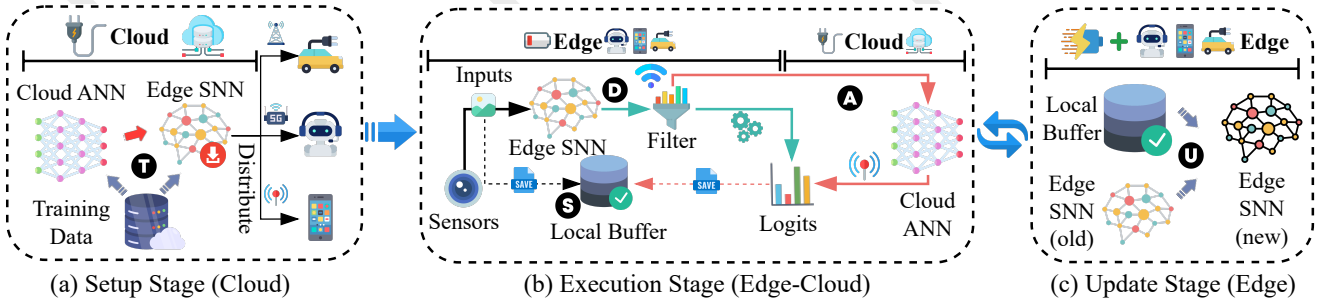 Cloud
Cloud ANN
Edge SNN
T
Training
Data
Distribute
5G
(a) Setup Stage (Cloud)
Edge
Cloud
Inputs
D
A
Edge SNN
Filter
SAVE
SAVE
S
Sensors
Local Buffer
Logits
Cloud
ANN
(b) Execution Stage (Edge-Cloud)
Edge
Local
Buffer
U
Edge
SNN
(old)
Edge
SNN
(new)
(c) Update Stage (Edge)